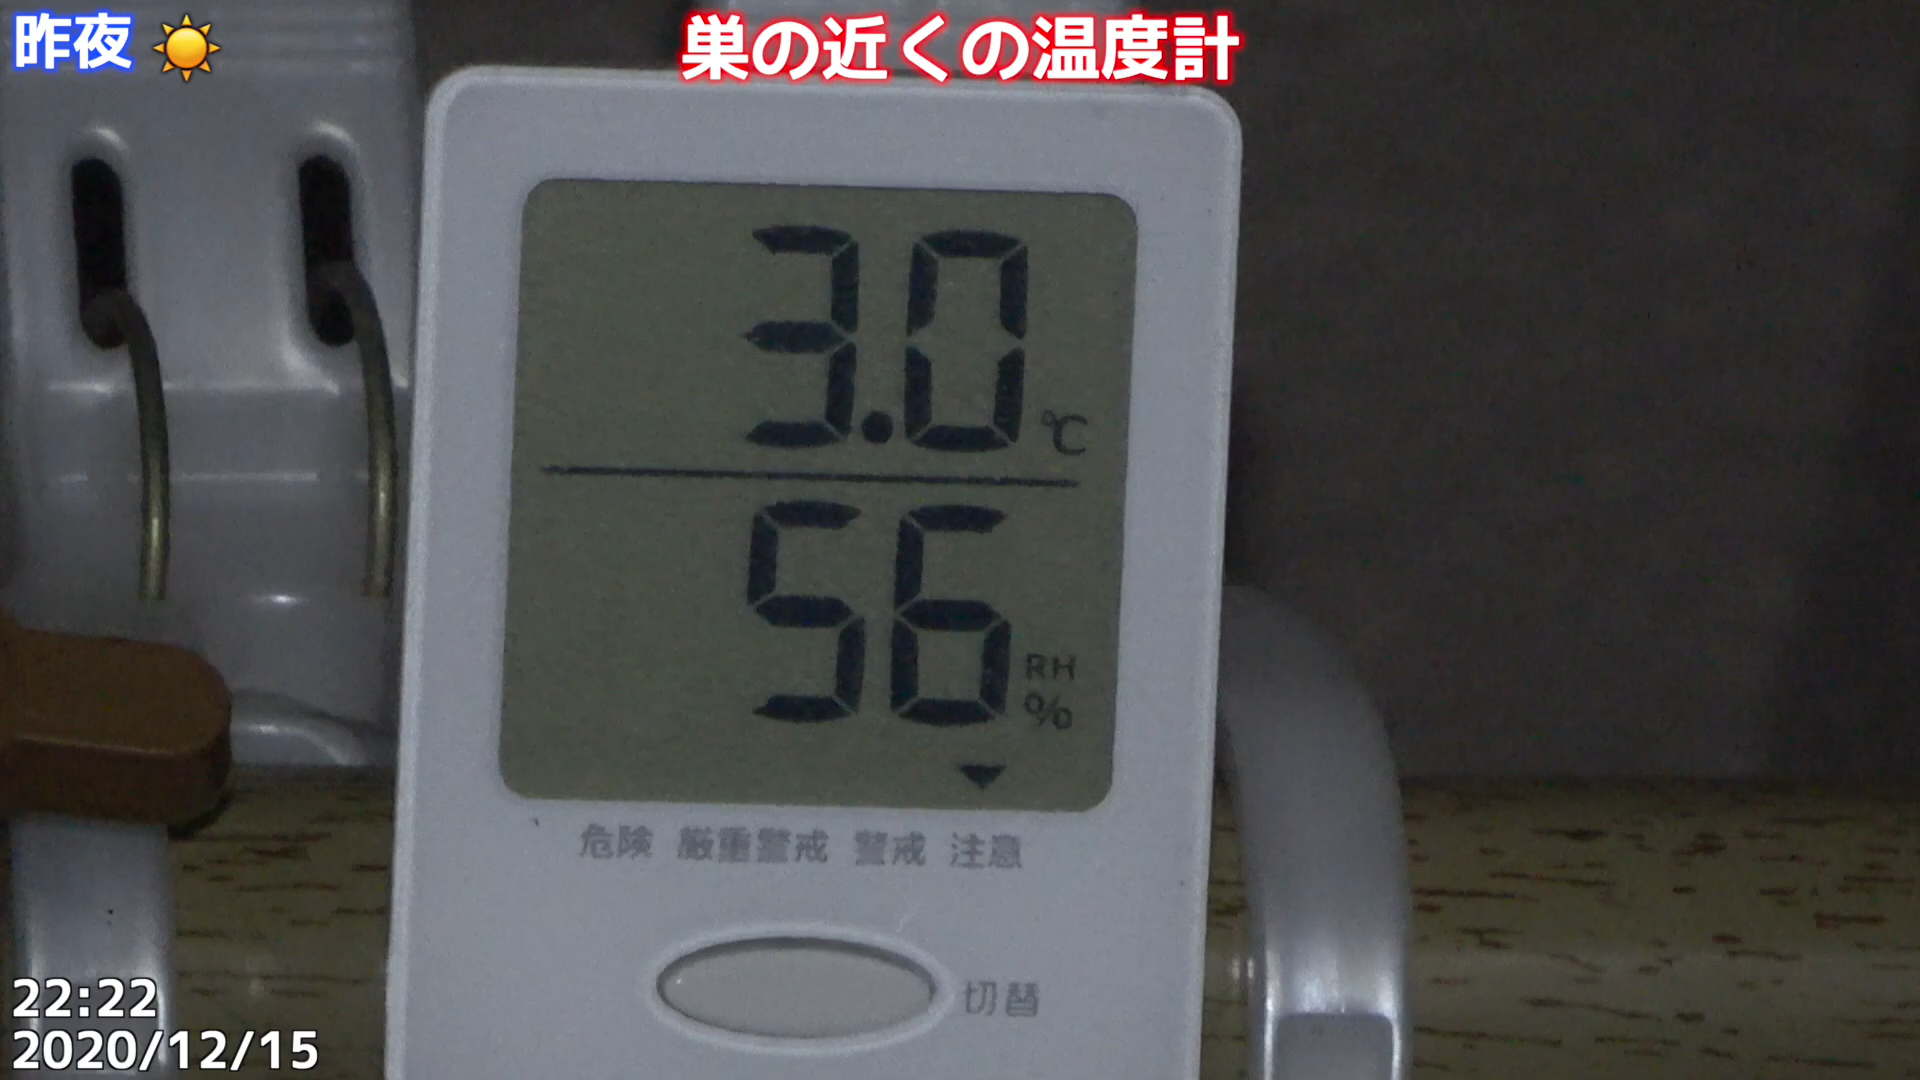 昨夜 ☀️
巣の近くの温度計
3.0 ℃
56 RH %
危険 厳重警戒 警戒 注意
切替
22:22
2020/12/15